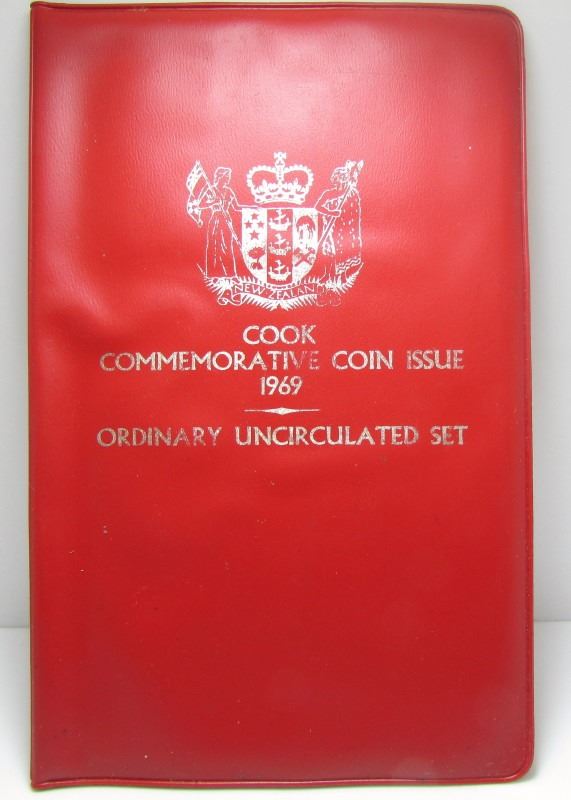 NEW ZEALAND
COOK
COMMEMORATIVE COIN ISSUE
1969
ORDINARY UNCIRCULATED SET